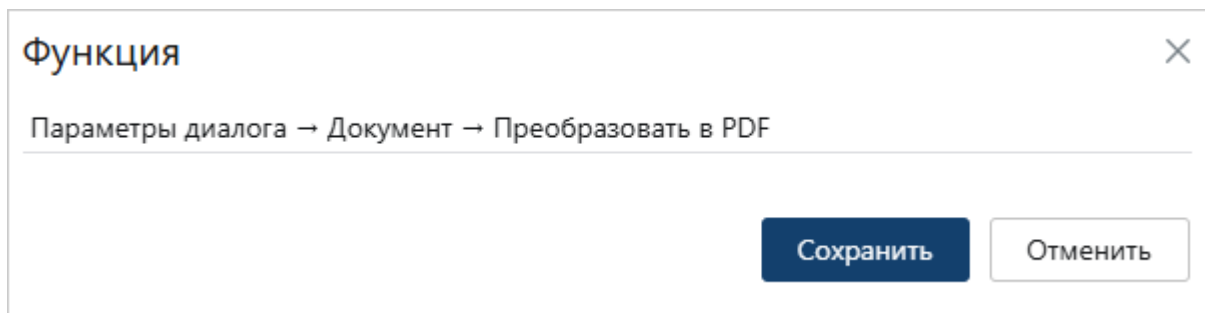 Функция
Параметры диалога → Документ → Преобразовать в PDF
Сохранить Отменить